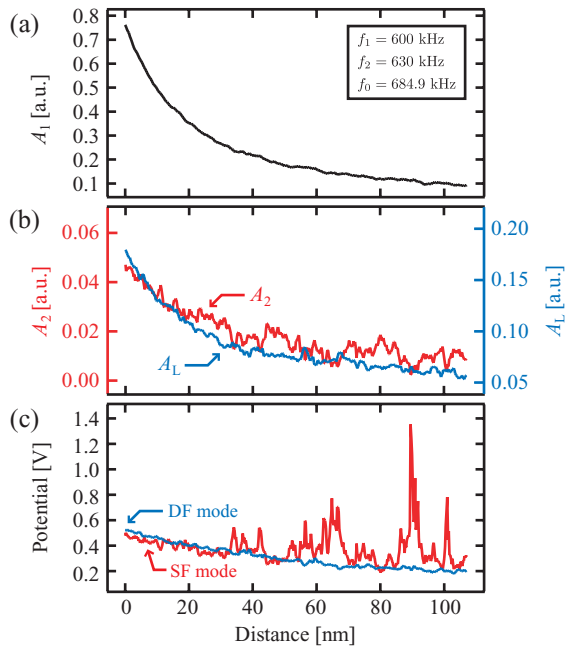 (a)
0.8
0.7
0.6
0.5
0.4
0.3
0.2
0.1
A₁ [a.u.]
f₁ = 600 kHz
f₂ = 630 kHz
f₀ = 684.9 kHz
(b)
0.06
0.04
0.02
0.00
A₂ [a.u.]
A₂
A_L
0.20
0.15
0.10
0.05
A_L [a.u.]
(c)
1.4
1.2
1.0
0.8
0.6
0.4
0.2
Potential [V]
DF mode
SF mode
0 20 40 60 80 100
Distance [nm]